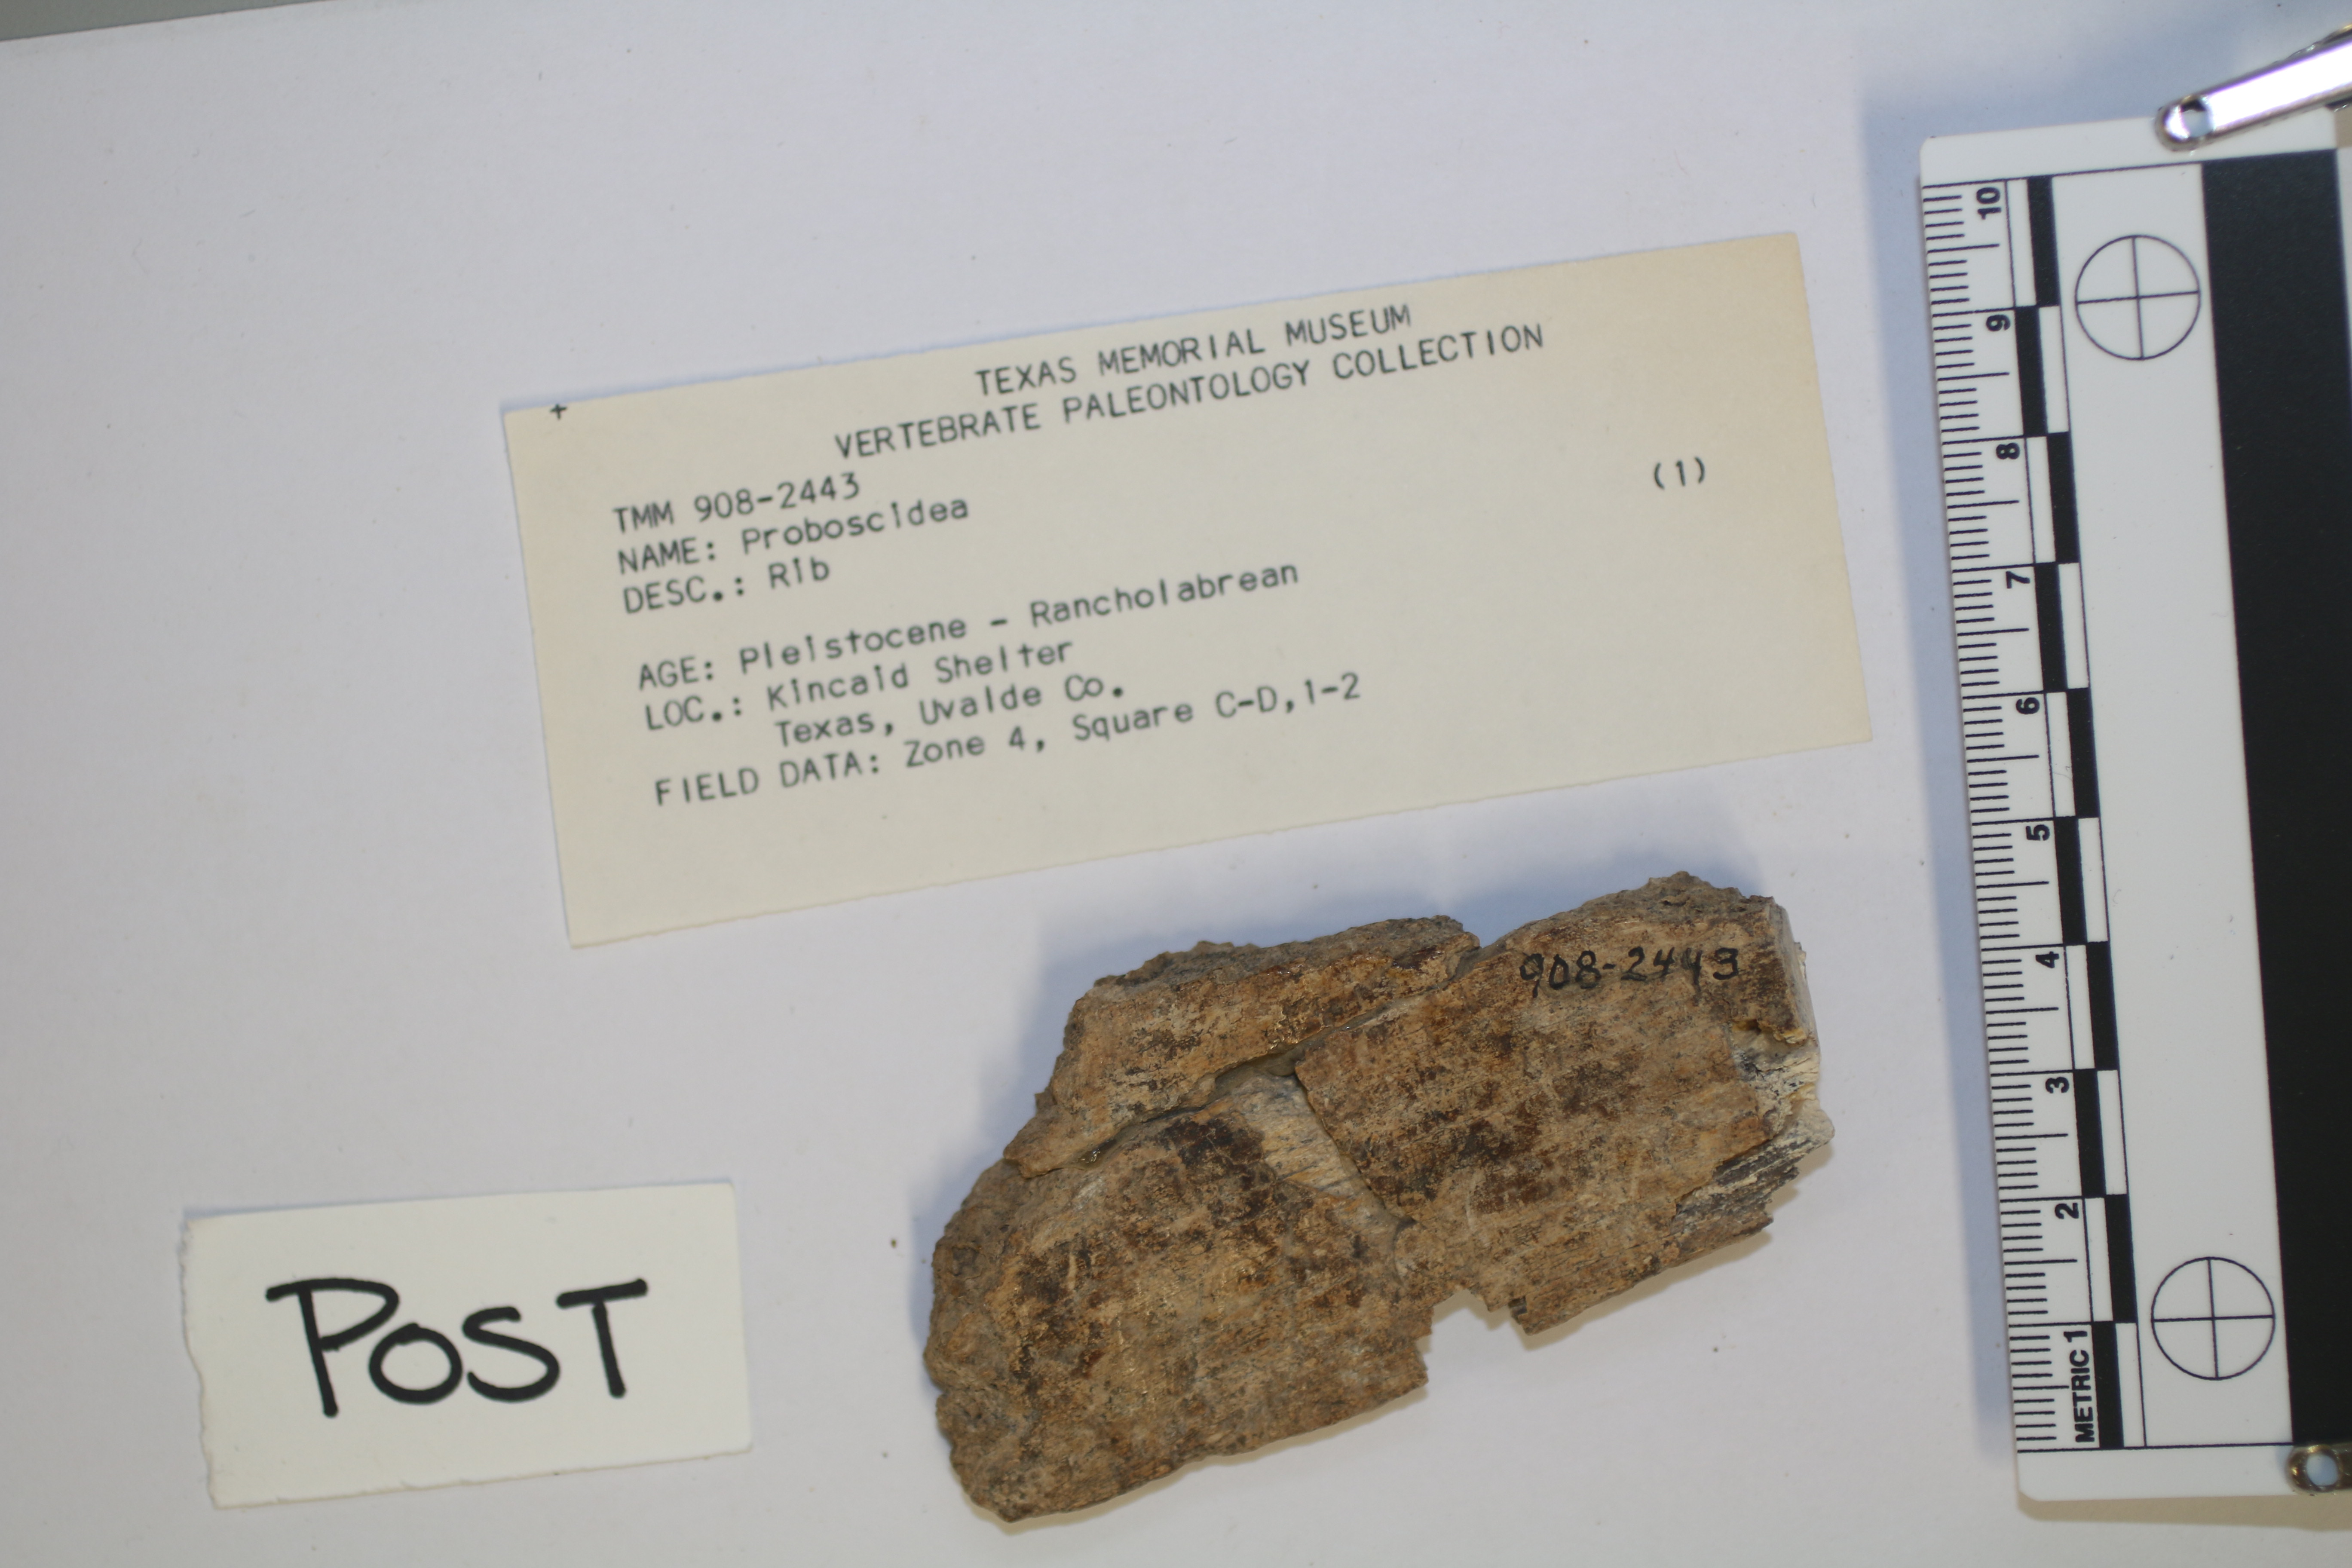 +
TEXAS MEMORIAL MUSEUM
VERTEBRATE PALEONTOLOGY COLLECTION
TMM 908-2443
(1)
NAME: Proboscidea
DESC.: Rib
AGE: Pleistocene - Rancholabrean
LOC.: Kincaid Shelter
Texas, Uvalde Co.
FIELD DATA: Zone 4, Square C-D,1-2
908-2443
POST
10
9
8
7
6
5
4
3
2
METRIC 1